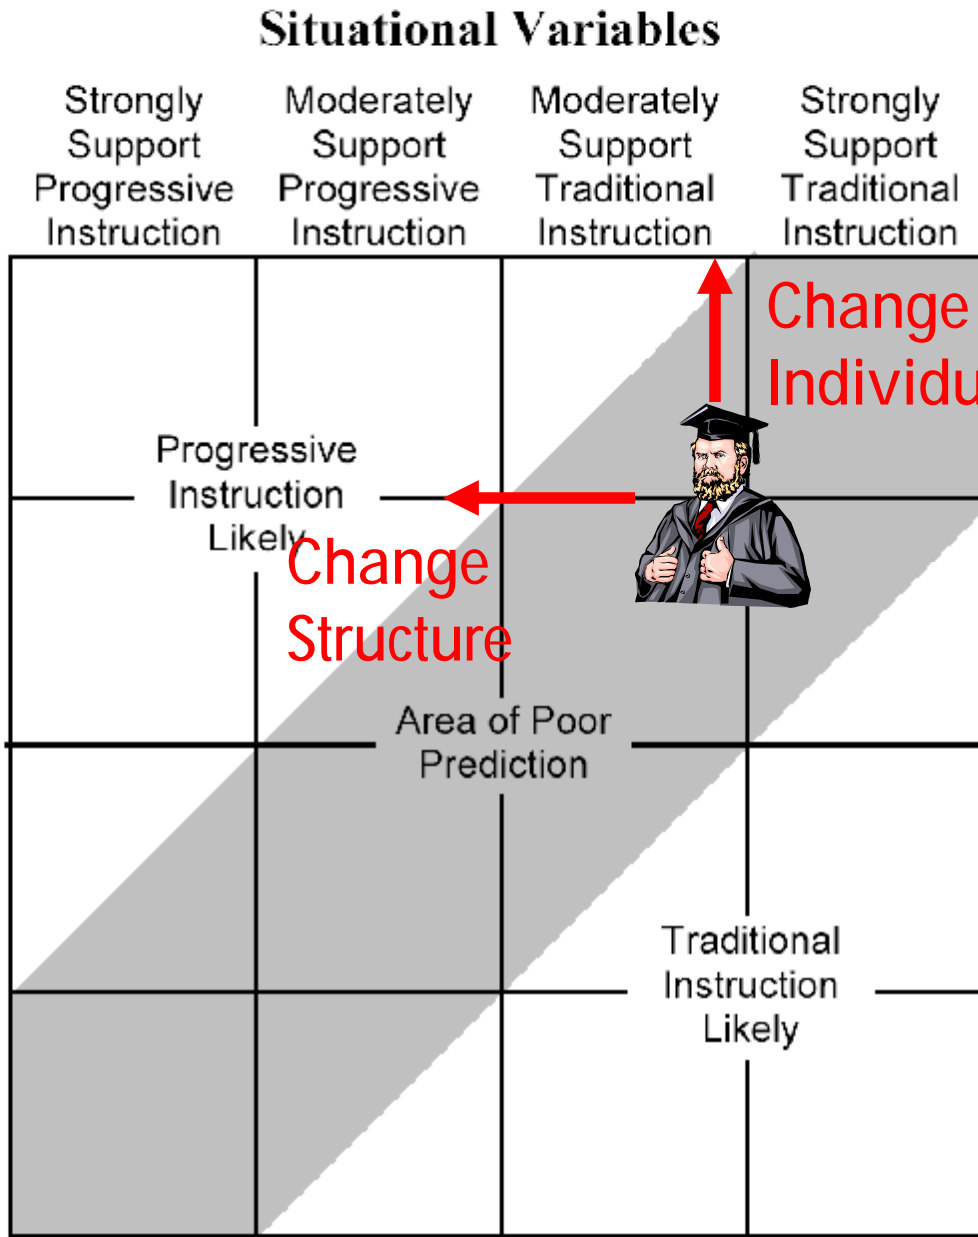 Situational Variables
Strongly
Support
Progressive
Instruction
Moderately
Support
Progressive
Instruction
Moderately
Support
Traditional
Instruction
Strongly
Support
Traditional
Instruction
Change
Individu
Progressive
Instruction
Likely
Change
Structure
Area of Poor
Prediction
Traditional
Instruction
Likely